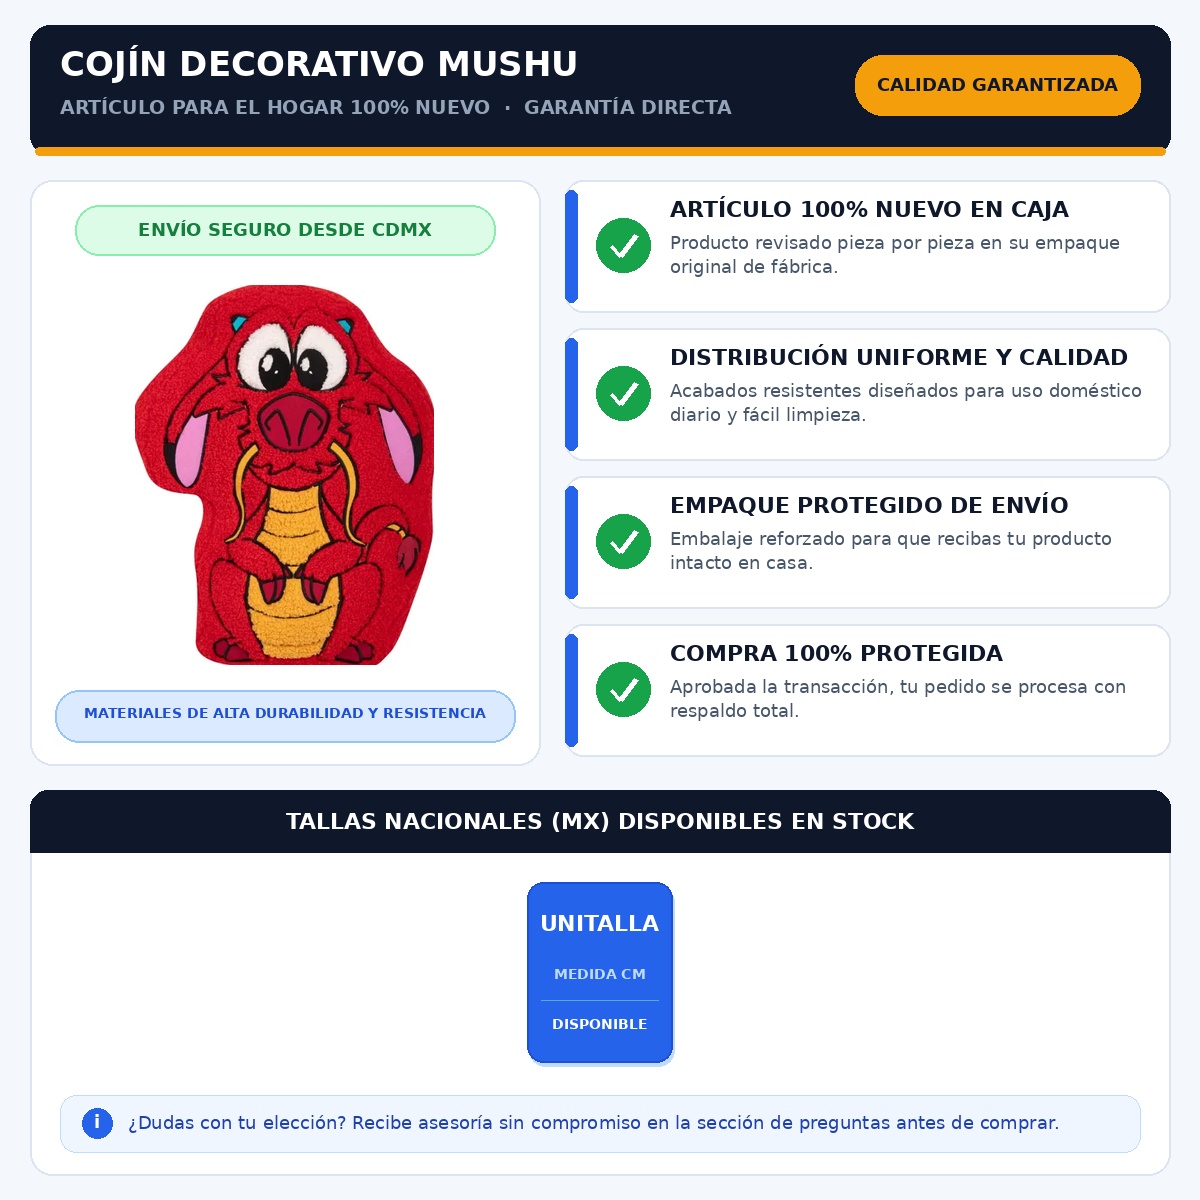 COJÍN DECORATIVO MUSHU
ARTÍCULO PARA EL HOGAR 100% NUEVO · GARANTÍA DIRECTA
CALIDAD GARANTIZADA
ENVÍO SEGURO DESDE CDMX
MATERIALES DE ALTA DURABILIDAD Y RESISTENCIA
ARTÍCULO 100% NUEVO EN CAJA
Producto revisado pieza por pieza en su empaque
original de fábrica.
DISTRIBUCIÓN UNIFORME Y CALIDAD
Acabados resistentes diseñados para uso doméstico
diario y fácil limpieza.
EMPAQUE PROTEGIDO DE ENVÍO
Embalaje reforzado para que recibas tu producto
intacto en casa.
COMPRA 100% PROTEGIDA
Aprobada la transacción, tu pedido se procesa con
respaldo total.
TALLAS NACIONALES (MX) DISPONIBLES EN STOCK
UNITALLA
MEDIDA CM
DISPONIBLE
i ¿Dudas con tu elección? Recibe asesoría sin compromiso en la sección de preguntas antes de comprar.